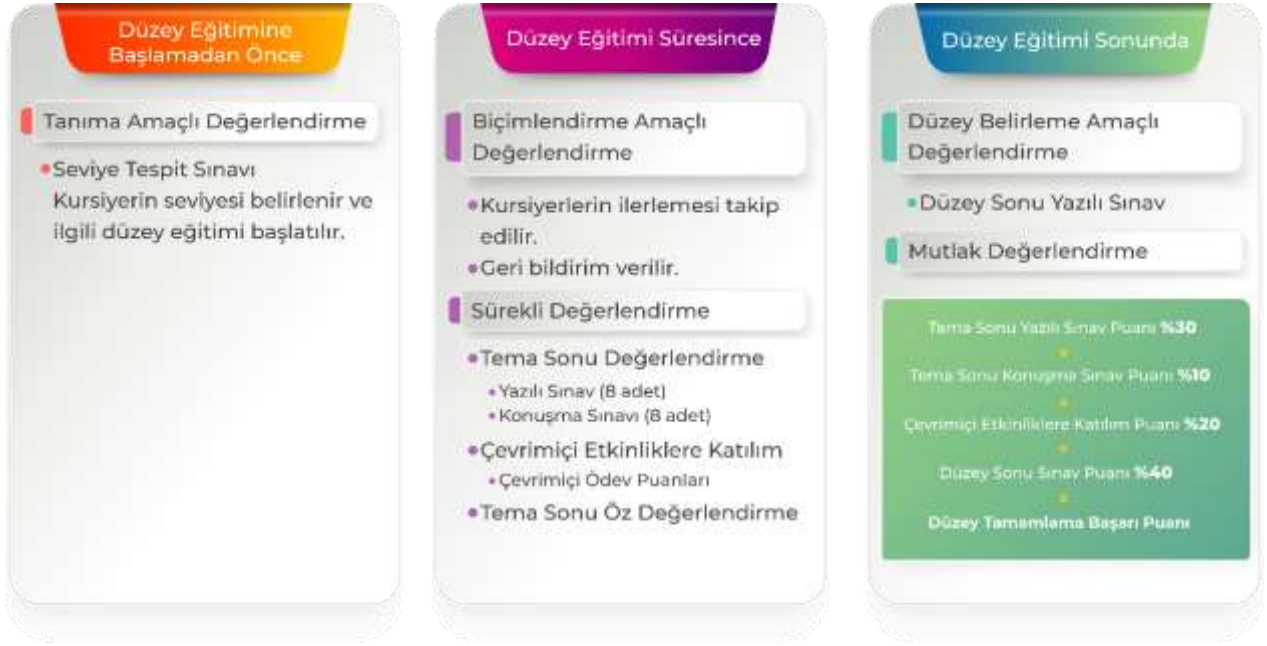 Düzey Eğitimine
Başlamadan Önce
Tanıma Amaçlı Değerlendirme
•Seviye Tespit Sınavı
Kursiyerin seviyesi belirlenir ve
ilgili düzey eğitimi başlatılır.
Düzey Eğitimi Süresince
Biçimlendirme Amaçlı
Değerlendirme
•Kursiyerlerin ilerlemesi takip
edilir.
•Geri bildirim verilir.
Sürekli Değerlendirme
•Tema Sonu Değerlendirme
•Yazılı Sınav (8 adet)
•Konuşma Sınavı (8 adet)
•Çevrimiçi Etkinliklere Katılım
•Çevrimiçi Ödev Puanları
•Tema Sonu Öz Değerlendirme
Düzey Eğitimi Sonunda
Düzey Belirleme Amaçlı
Değerlendirme
•Düzey Sonu Yazılı Sınav
Mutlak Değerlendirme
Tema Sonu Yazılı Sınav Puanı %30
Tema Sonu Konuşma Sınav Puanı %10
Çevrimiçi Etkinliklere Katılım Puanı %20
Düzey Sonu Sınav Puanı %40
Düzey Tamamlama Başarı Puanı